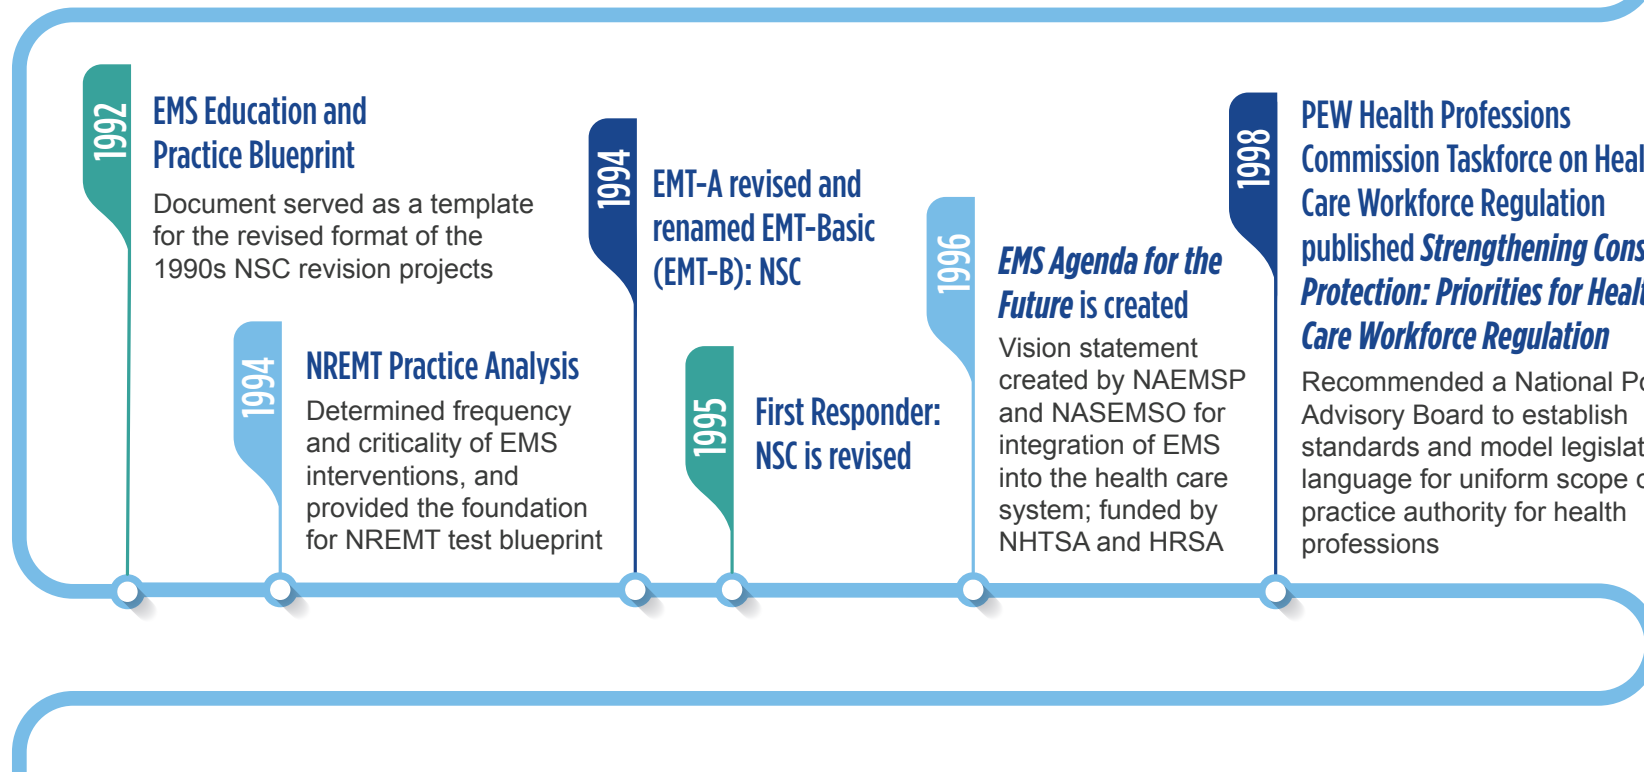 1992
EMS Education and
Practice Blueprint
Document served as a template
for the revised format of the
1990s NSC revision projects
1994
NREMT Practice Analysis
Determined frequency
and criticality of EMS
interventions, and
provided the foundation
for NREMT test blueprint
1994
EMT-A revised and
renamed EMT-Basic
(EMT-B): NSC
1995
First Responder:
NSC is revised
1996
EMS Agenda for the
Future is created
Vision statement
created by NAEMSP
and NASEMSO for
integration of EMS
into the health care
system; funded by
NHTSA and HRSA
1998
PEW Health Professions
Commission Taskforce on
Care Workforce Regulation
published Strengthening
Protection: Priorities for
Care Workforce Regulation
Recommended a National
Advisory Board to establish
standards and model
language for uniform scope
practice authority for health
professions